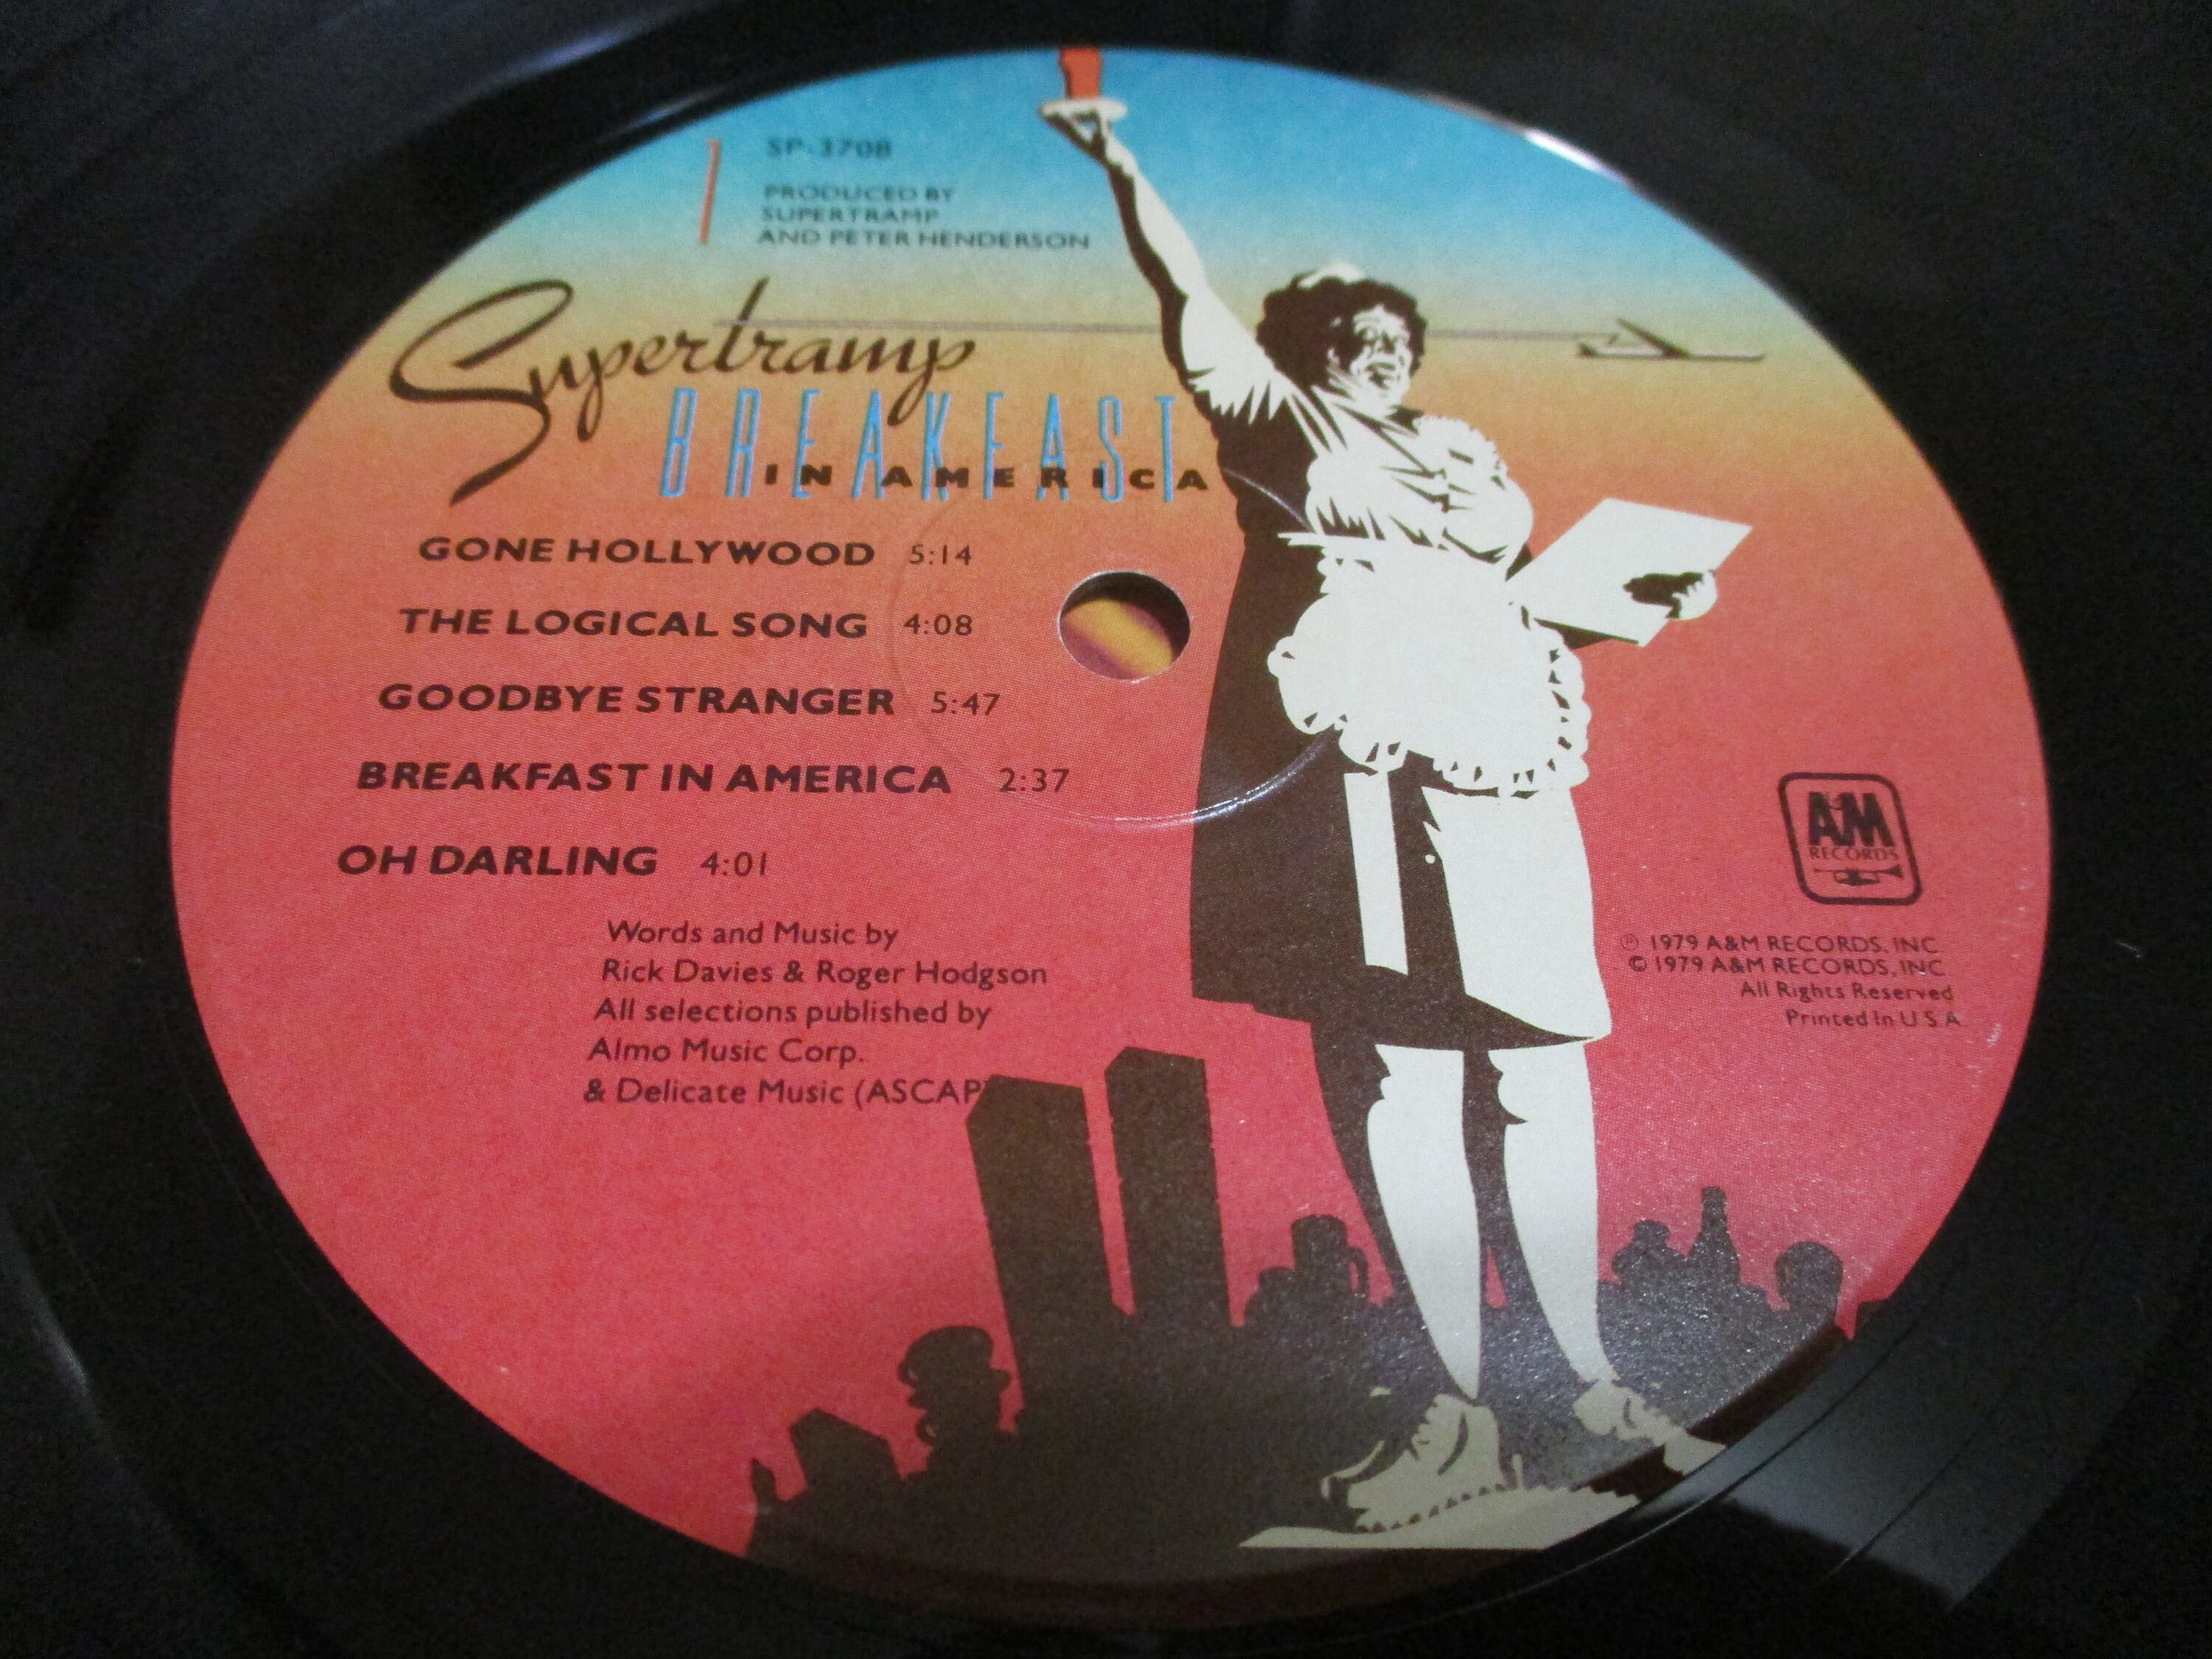 1
SP-3708
PRODUCED BY
SUPERTRAMP
AND PETER HENDERSON
Supertramp
BREAKFAST
IN AMERICA
GONE HOLLYWOOD 5:14
THE LOGICAL SONG 4:08
GOODBYE STRANGER 5:47
BREAKFAST IN AMERICA 2:37
OH DARLING 4:01
Words and Music by
Rick Davies & Roger Hodgson
All selections published by
Almo Music Corp.
& Delicate Music (ASCAP)
A&M
RECORDS
℗ 1979 A&M RECORDS, INC.
© 1979 A&M RECORDS, INC.
All Rights Reserved
Printed In U.S.A.